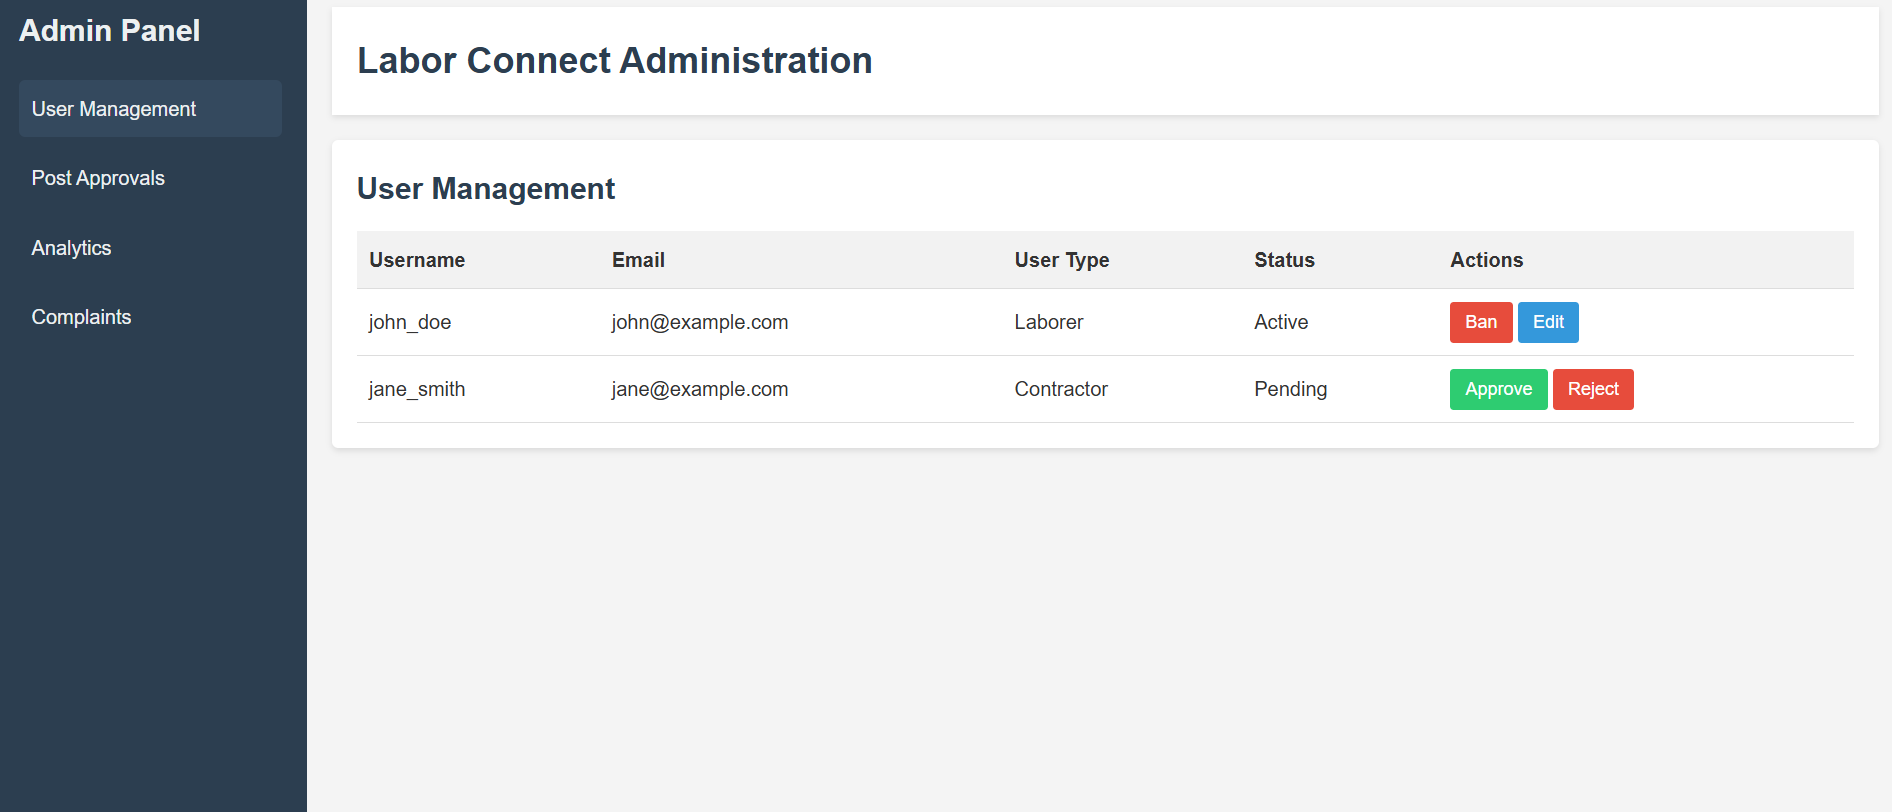 Admin Panel
User Management
Post Approvals
Analytics
Complaints
Labor Connect Administration
User Management
Username Email User Type Status Actions
john_doe john@example.com Laborer Active Ban Edit
jane_smith jane@example.com Contractor Pending Approve Reject